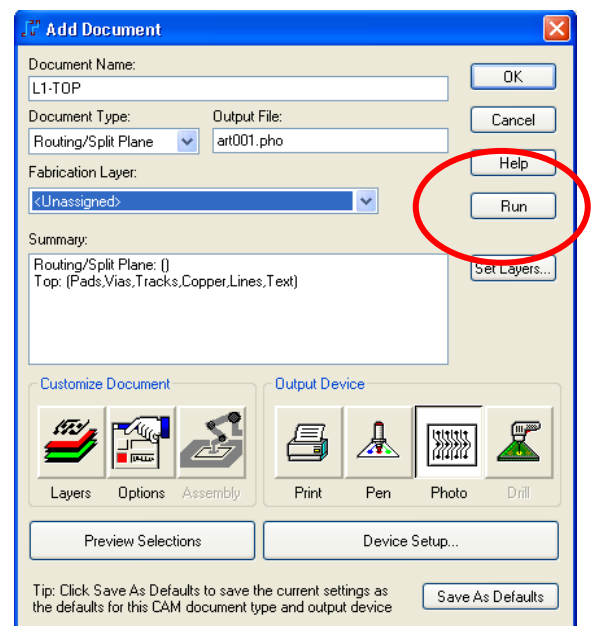 Add Document
Document Name:
L1-TOP
OK
Document Type:
Output File:
Cancel
Routing/Split Plane
art001.pho
Help
Fabrication Layer:
<Unassigned>
Run
Summary:
Routing/Split Plane: ()
Top: (Pads,Vias,Tracks,Copper,Lines,Text)
Set Layers...
Customize Document
Output Device
Layers
Options
Assembly
Print
Pen
Photo
Drill
Preview Selections
Device Setup...
Tip: Click Save As Defaults to save the current settings as
the defaults for this CAM document type and output device
Save As Defaults